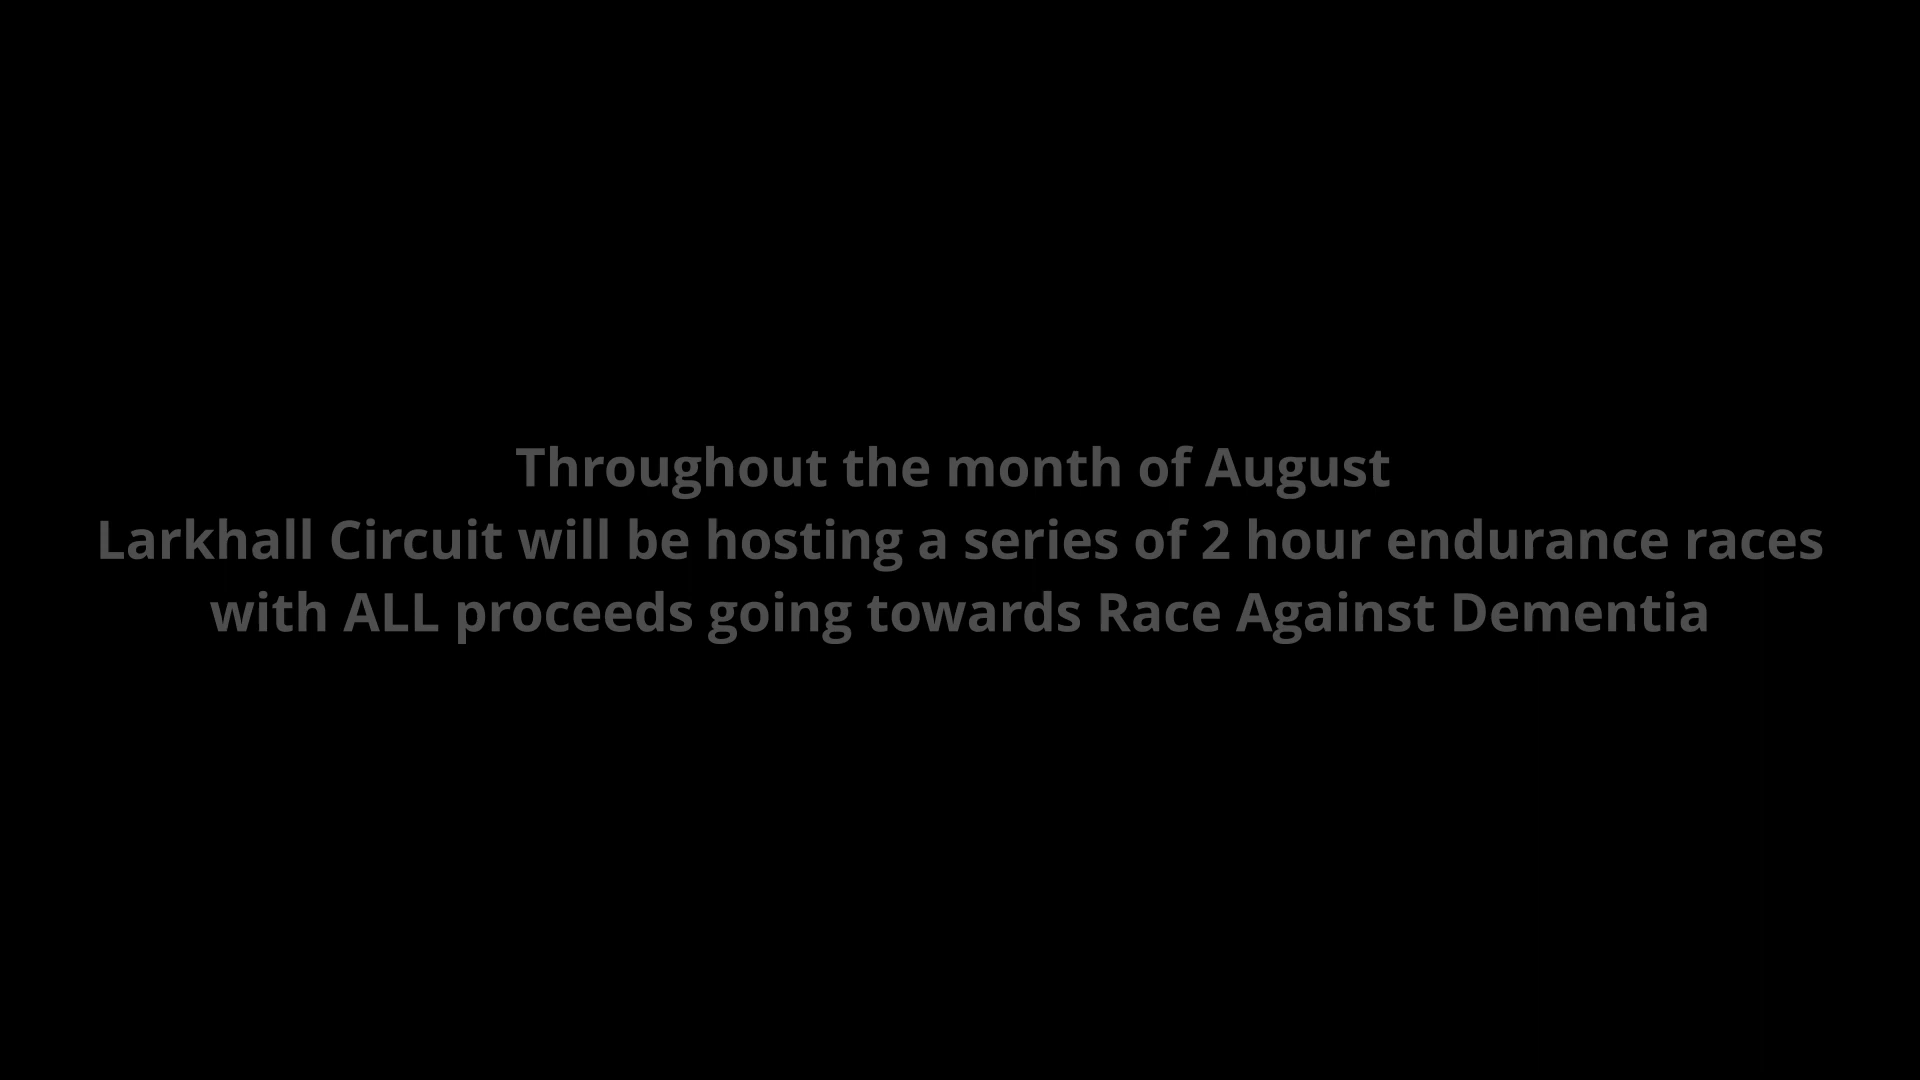 Throughout the month of August
Larkhall Circuit will be hosting a series of 2 hour endurance races
with ALL proceeds going towards Race Against Dementia